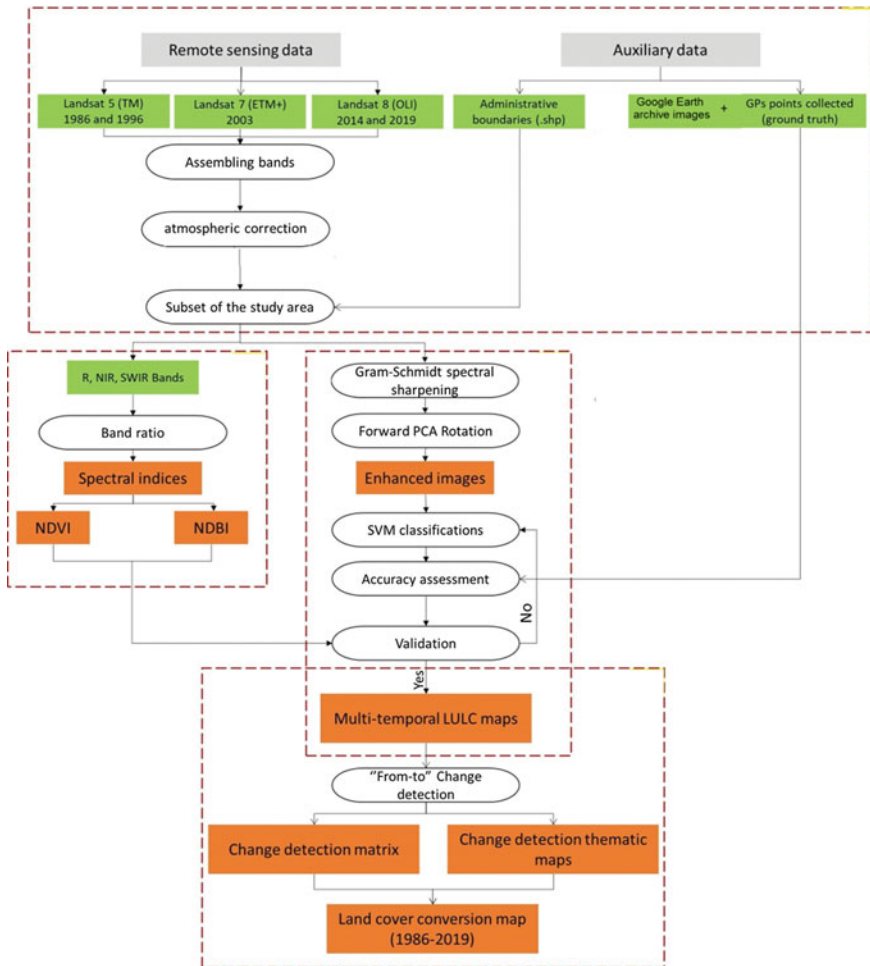 Remote sensing data
Auxiliary data
Landsat 5 (TM)
1986 and 1996
Landsat 7 (ETM+)
2003
Landsat 8 (OLI)
2014 and 2019
Administrative
boundaries (.shp)
Google Earth
archive images
+
GPs points collected
(ground truth)
Assembling bands
atmospheric correction
Subset of the study area
R, NIR, SWIR Bands
Band ratio
Spectral indices
NDVI
NDBI
Gram-Schmidt spectral
sharpening
Forward PCA Rotation
Enhanced images
SVM classifications
Accuracy assessment
No
Validation
Yes
Multi-temporal LULC maps
"From-to" Change
detection
Change detection matrix
Change detection thematic
maps
Land cover conversion map
(1986-2019)